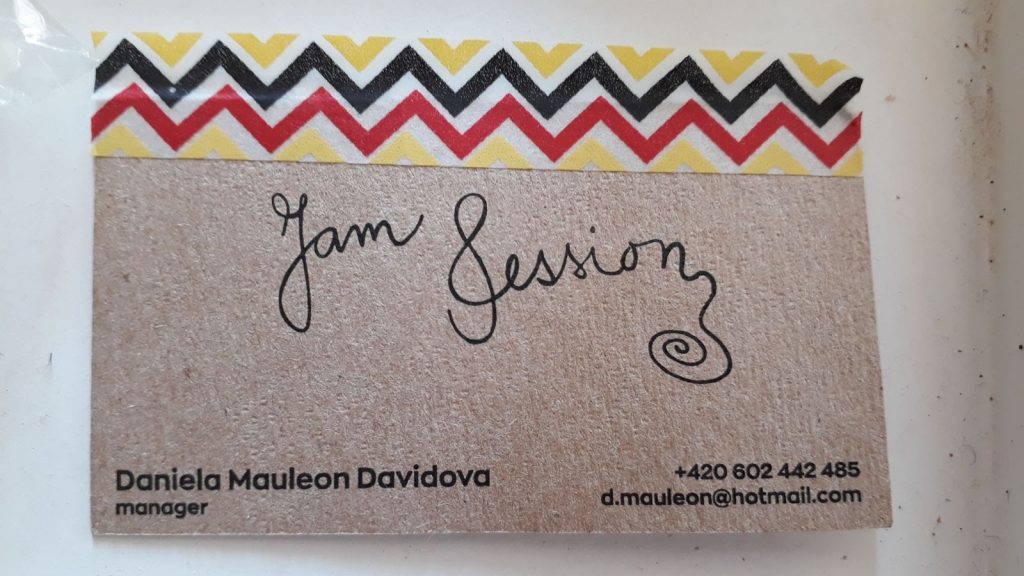 Jam Session
Daniela Mauleon Davidova
manager
+420 602 442 485
d.mauleon@hotmail.com